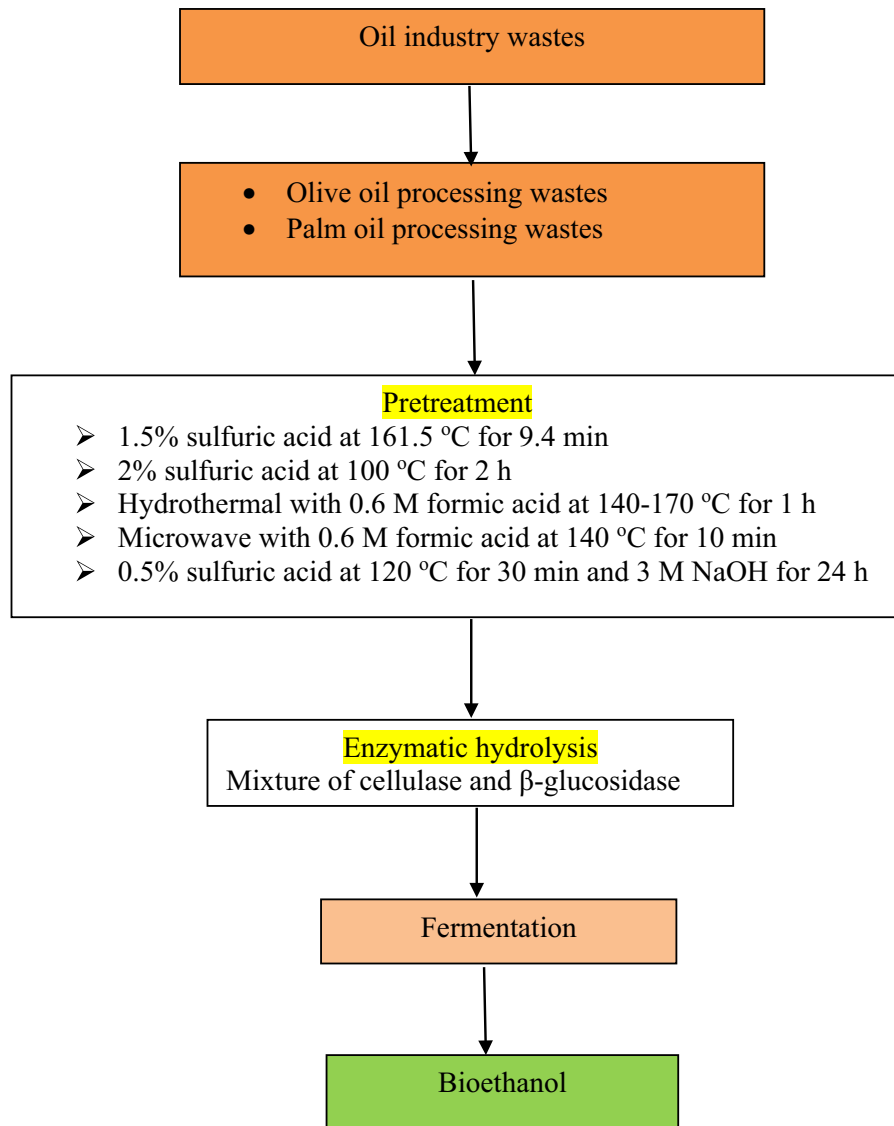 Oil industry wastes
• Olive oil processing wastes
• Palm oil processing wastes
Pretreatment
➢ 1.5% sulfuric acid at 161.5 ºC for 9.4 min
➢ 2% sulfuric acid at 100 ºC for 2 h
➢ Hydrothermal with 0.6 M formic acid at 140-170 ºC for 1 h
➢ Microwave with 0.6 M formic acid at 140 ºC for 10 min
➢ 0.5% sulfuric acid at 120 ºC for 30 min and 3 M NaOH for 24 h
Enzymatic hydrolysis
Mixture of cellulase and β-glucosidase
Fermentation
Bioethanol